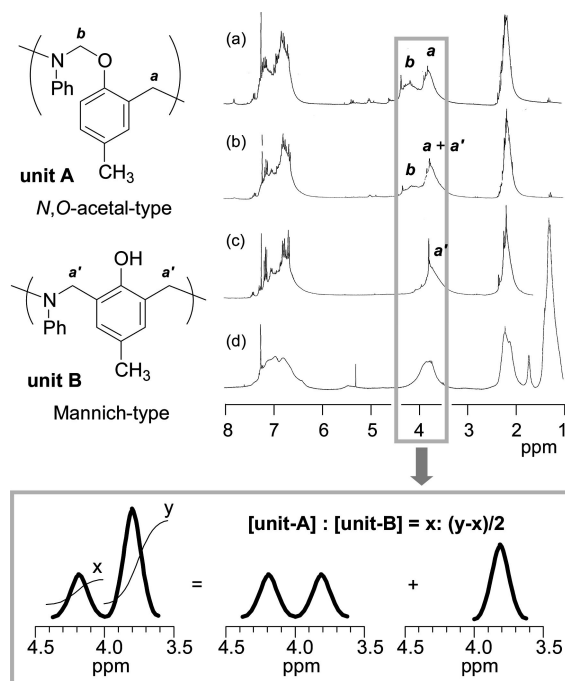 b
N
O
Ph
a
CH3
unit A
N,O-acetal-type
OH
a'
a'
N
Ph
CH3
unit B
Mannich-type
(a)
b
a
(b)
b
a + a'
(c)
a'
(d)
8 7 6 5 4 3 2 1
ppm
[unit-A] : [unit-B] = x: (y-x)/2
x
y
=
+
4.5 4.0 3.5
ppm
4.5 4.0 3.5
ppm
4.5 4.0 3.5
ppm